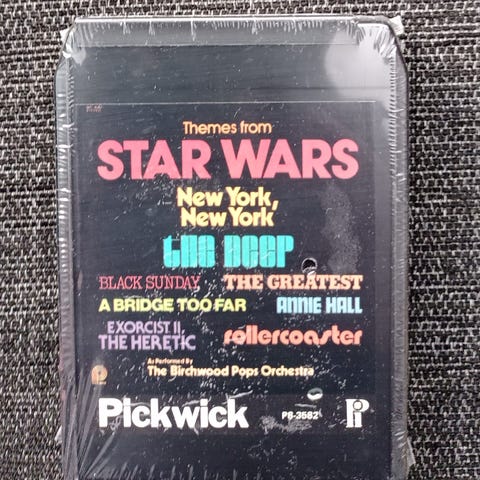 Themes from
STAR WARS
New York,
New York
THE DEEP
BLACK SUNDAY THE GREATEST
A BRIDGE TOO FAR ANNIE HALL
EXORCIST II, rollercoaster
THE HERETIC
As Performed By
The Birchwood Pops Orchestra
Pickwick P8-3582